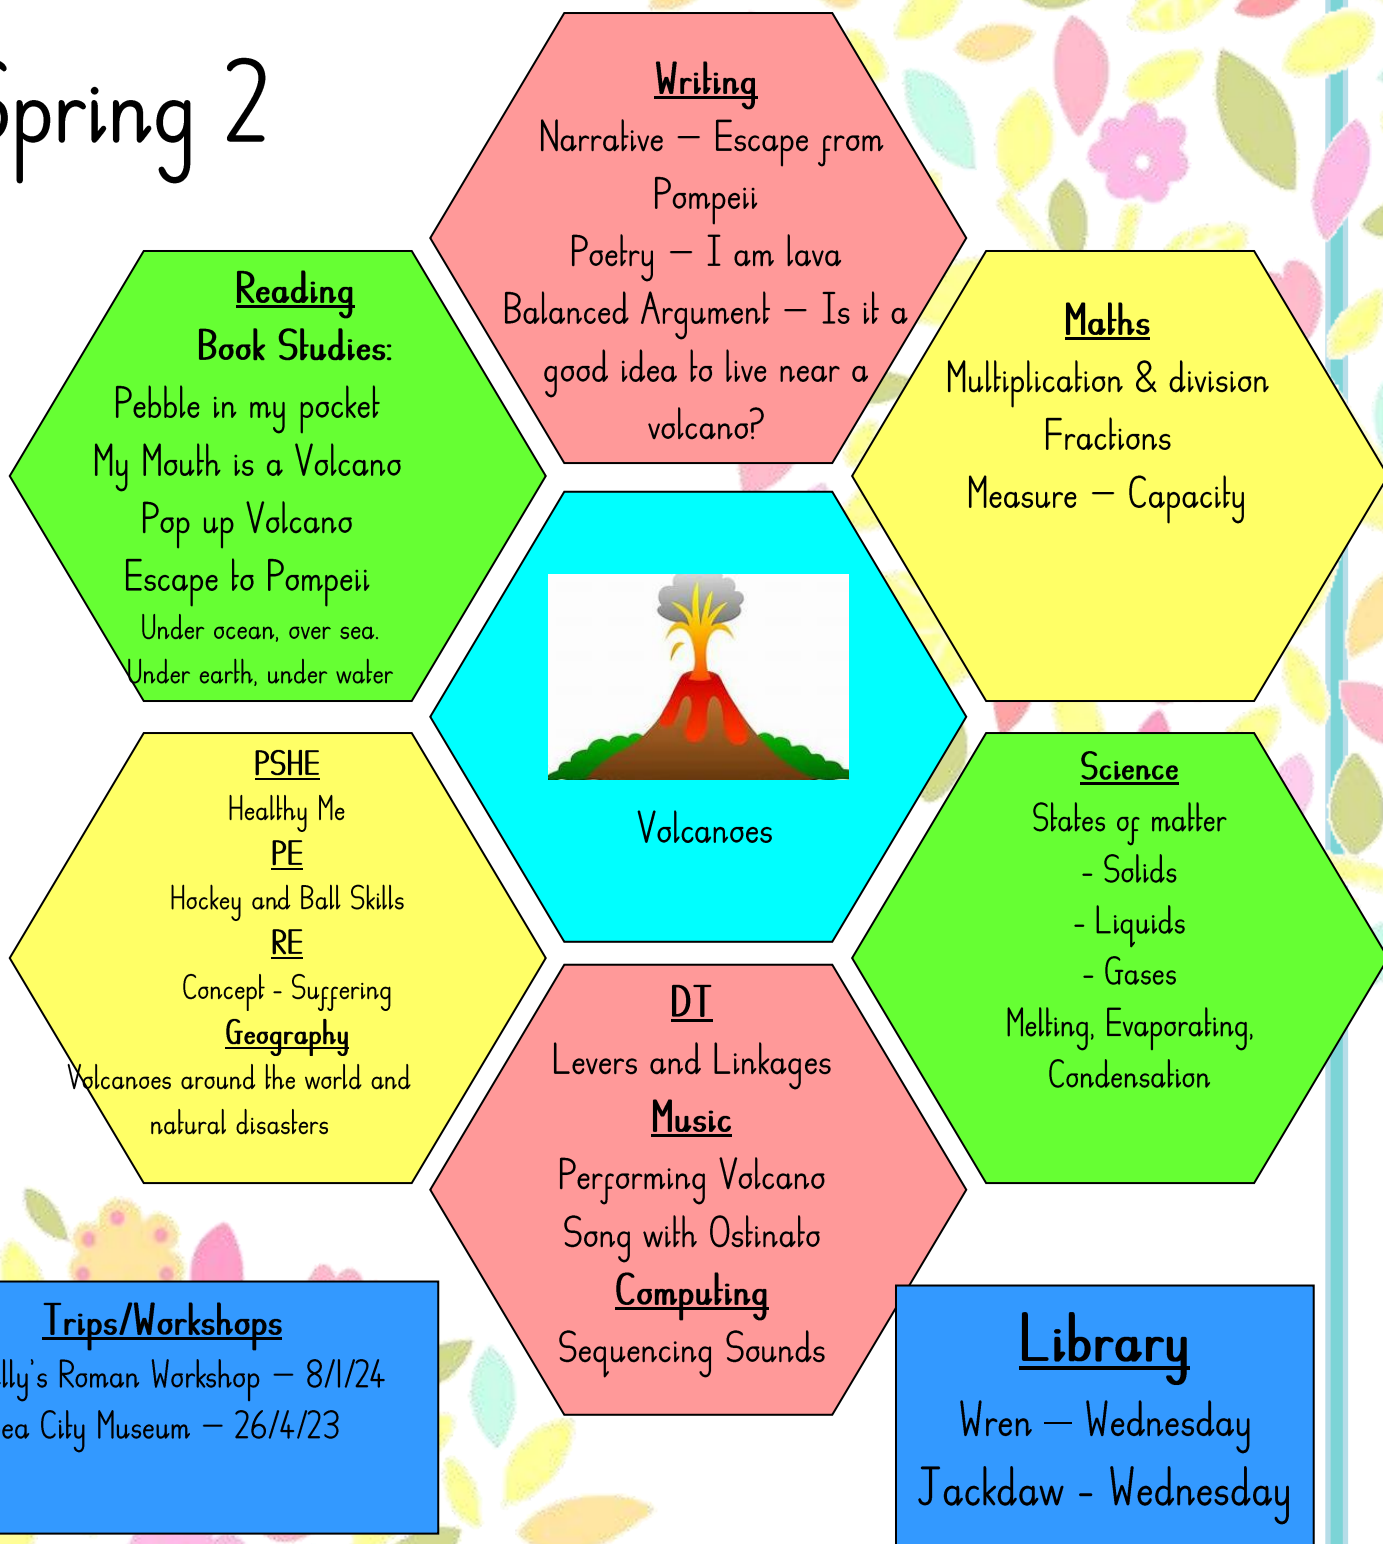 Spring 2
Writing
Narrative – Escape from
Pompeii
Poetry – I am lava
Balanced Argument – Is it a
good idea to live near a
volcano?
Reading
Book Studies:
Pebble in my pocket
My Mouth is a Volcano
Pop up Volcano
Escape to Pompeii
Under ocean, over sea.
Under earth, under water
Maths
Multiplication & division
Fractions
Measure – Capacity
Volcanoes
PSHE
Healthy Me
PE
Hockey and Ball Skills
RE
Concept - Suffering
Geography
Volcanoes around the world and
natural disasters
Science
States of matter
- Solids
- Liquids
- Gases
Melting, Evaporating,
Condensation
DT
Levers and Linkages
Music
Performing Volcano
Song with Ostinato
Computing
Sequencing Sounds
Trips/Workshops
Roman Workshop – 8/1/24
City Museum – 26/4/23
Library
Wren – Wednesday
Jackdaw - Wednesday